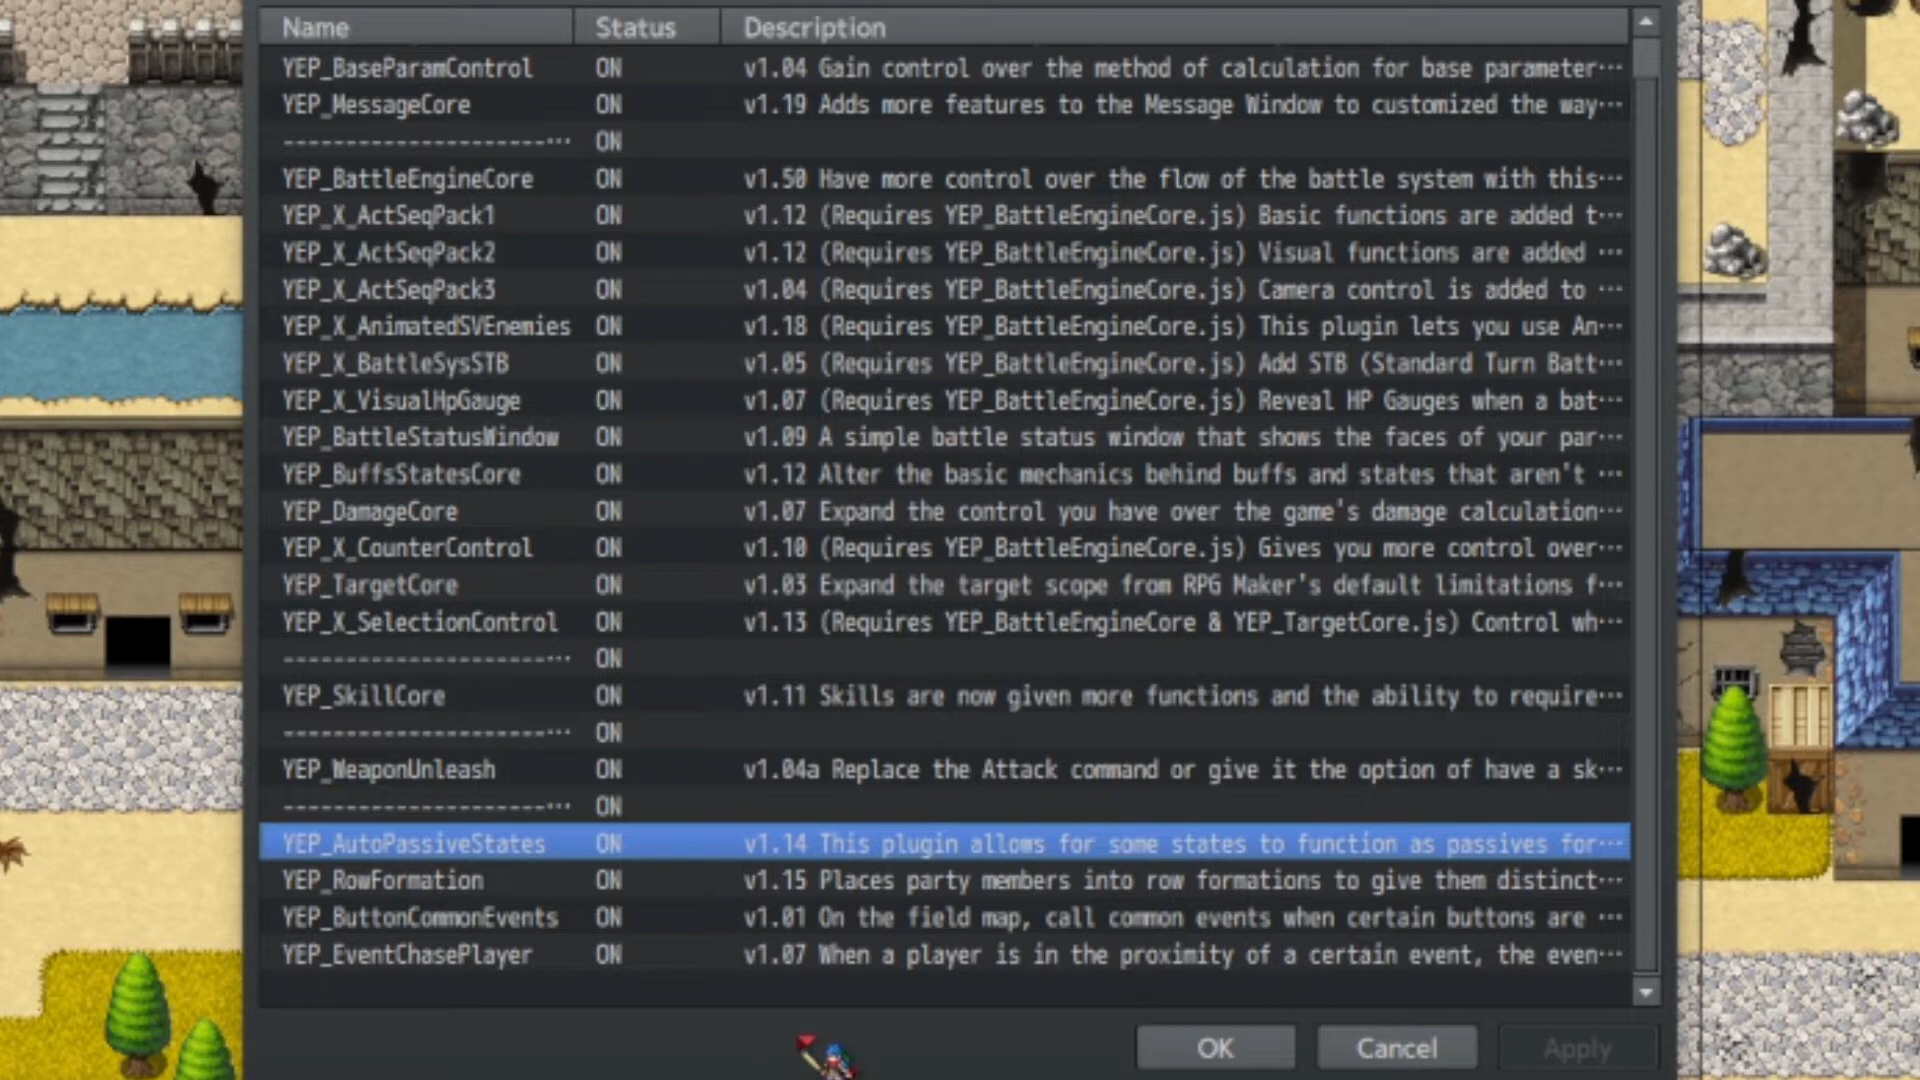 Name Status Description
YEP_BaseParamControl ON v1.04 Gain control over the method of calculation for base parameter…
YEP_MessageCore ON v1.19 Adds more features to the Message Window to customized the way…
---------------------… ON
YEP_BattleEngineCore ON v1.50 Have more control over the flow of the battle system with this…
YEP_X_ActSeqPack1 ON v1.12 (Requires YEP_BattleEngineCore.js) Basic functions are added t…
YEP_X_ActSeqPack2 ON v1.12 (Requires YEP_BattleEngineCore.js) Visual functions are added …
YEP_X_ActSeqPack3 ON v1.04 (Requires YEP_BattleEngineCore.js) Camera control is added to …
YEP_X_AnimatedSVEnemies ON v1.18 (Requires YEP_BattleEngineCore.js) This plugin lets you use An…
YEP_X_BattleSysSTB ON v1.05 (Requires YEP_BattleEngineCore.js) Add STB (Standard Turn Batt…
YEP_X_VisualHpGauge ON v1.07 (Requires YEP_BattleEngineCore.js) Reveal HP Gauges when a bat…
YEP_BattleStatusWindow ON v1.09 A simple battle status window that shows the faces of your par…
YEP_BuffsStatesCore ON v1.12 Alter the basic mechanics behind buffs and states that aren't …
YEP_DamageCore ON v1.07 Expand the control you have over the game's damage calculation…
YEP_X_CounterControl ON v1.10 (Requires YEP_BattleEngineCore.js) Gives you more control over…
YEP_TargetCore ON v1.03 Expand the target scope from RPG Maker's default limitations f…
YEP_X_SelectionControl ON v1.13 (Requires YEP_BattleEngineCore & YEP_TargetCore.js) Control wh…
---------------------… ON
YEP_SkillCore ON v1.11 Skills are now given more functions and the ability to require…
---------------------… ON
YEP_WeaponUnleash ON v1.04a Replace the Attack command or give it the option of have a sk…
---------------------… ON
YEP_AutoPassiveStates ON v1.14 This plugin allows for some states to function as passives for…
YEP_RowFormation ON v1.15 Places party members into row formations to give them distinct…
YEP_ButtonCommonEvents ON v1.01 On the field map, call common events when certain buttons are …
YEP_EventChasePlayer ON v1.07 When a player is in the proximity of a certain event, the even…
OK Cancel Apply